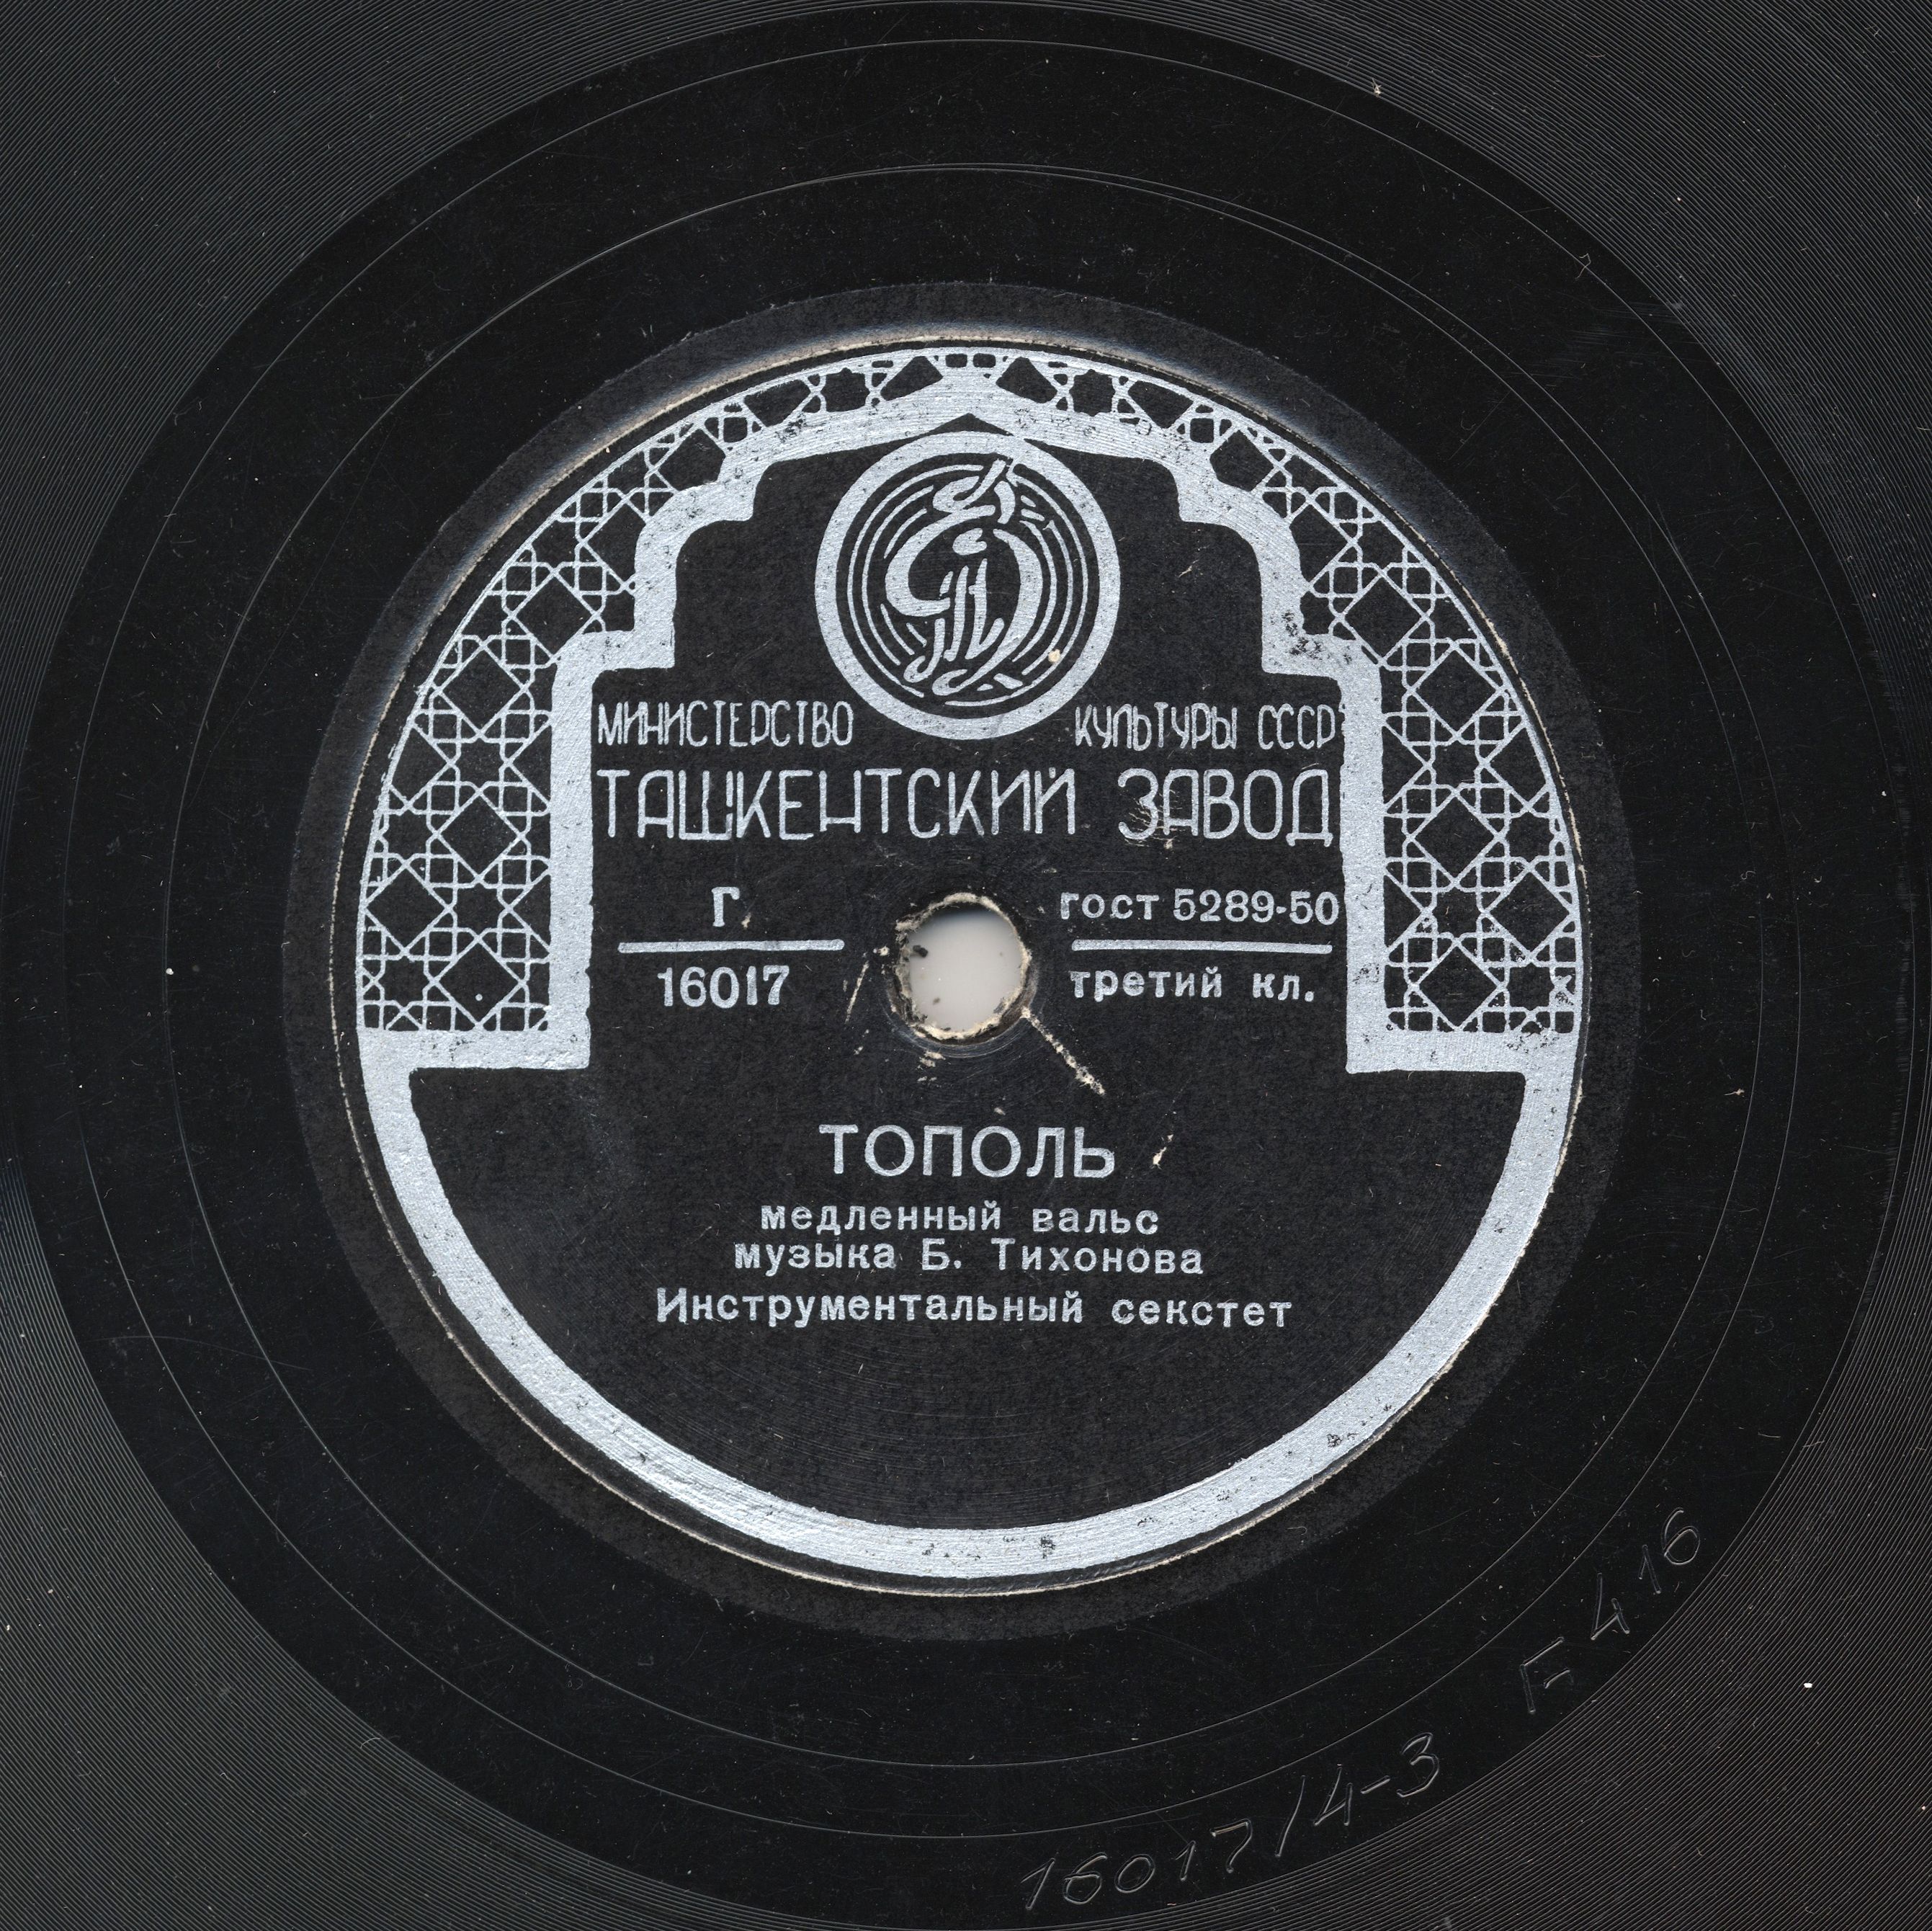 МИНИСТЕРСТВО КУЛЬТУРЫ СССР
ТАШКЕНТСКИЙ ЗАВОД
Г
16017
гост 5289-50
третий кл.
ТОПОЛЬ
медленный вальс
музыка Б. Тихонова
Инструментальный секстет
16017/4-3 Б 416